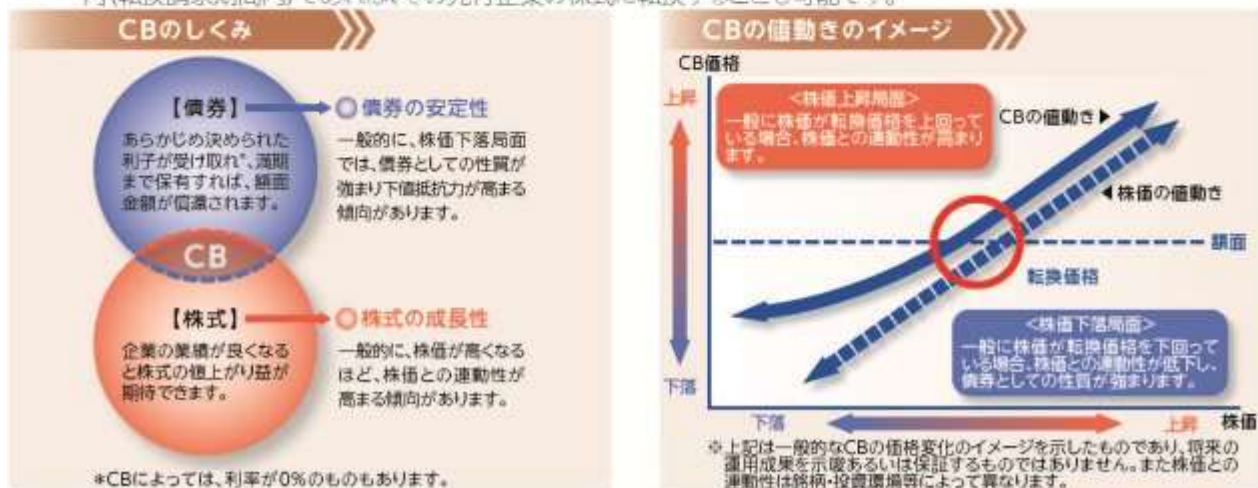 CBのしくみ
【債券】
あらかじめ決められた
利子が受け取れ*、満期
まで保有すれば、額面
金額が償還されます。
債券の安定性
一般的に、株価下落局面
では、債券としての性質が
強まり下値抵抗力が高まる
傾向があります。
CB
【株式】
企業の業績が良くなる
と株式の値上がり益が
期待できます。
株式の成長性
一般的に、株価が高くなる
ほど、株価との連動性が
高まる傾向があります。
*CBによっては、利率が0%のものもあります。
CBの値動きのイメージ
CB価格
上昇
<株価上昇局面>
一般に株価が転換価格を上回って
いる場合、株価との連動性が高まり
ます。
CBの値動き▶
◀株価の値動き
額面
転換価格
<株価下落局面>
一般に株価が転換価格を下回って
いる場合、株価との連動性が低下し、
債券としての性質が強まります。
下落
下落
上昇
株価
※上記は一般的なCBの価格変化のイメージを示したものであり、将来の
運用成果を示唆あるいは保証するものではありません。また株価との
連動性は銘柄・投資環境等によって異なります。